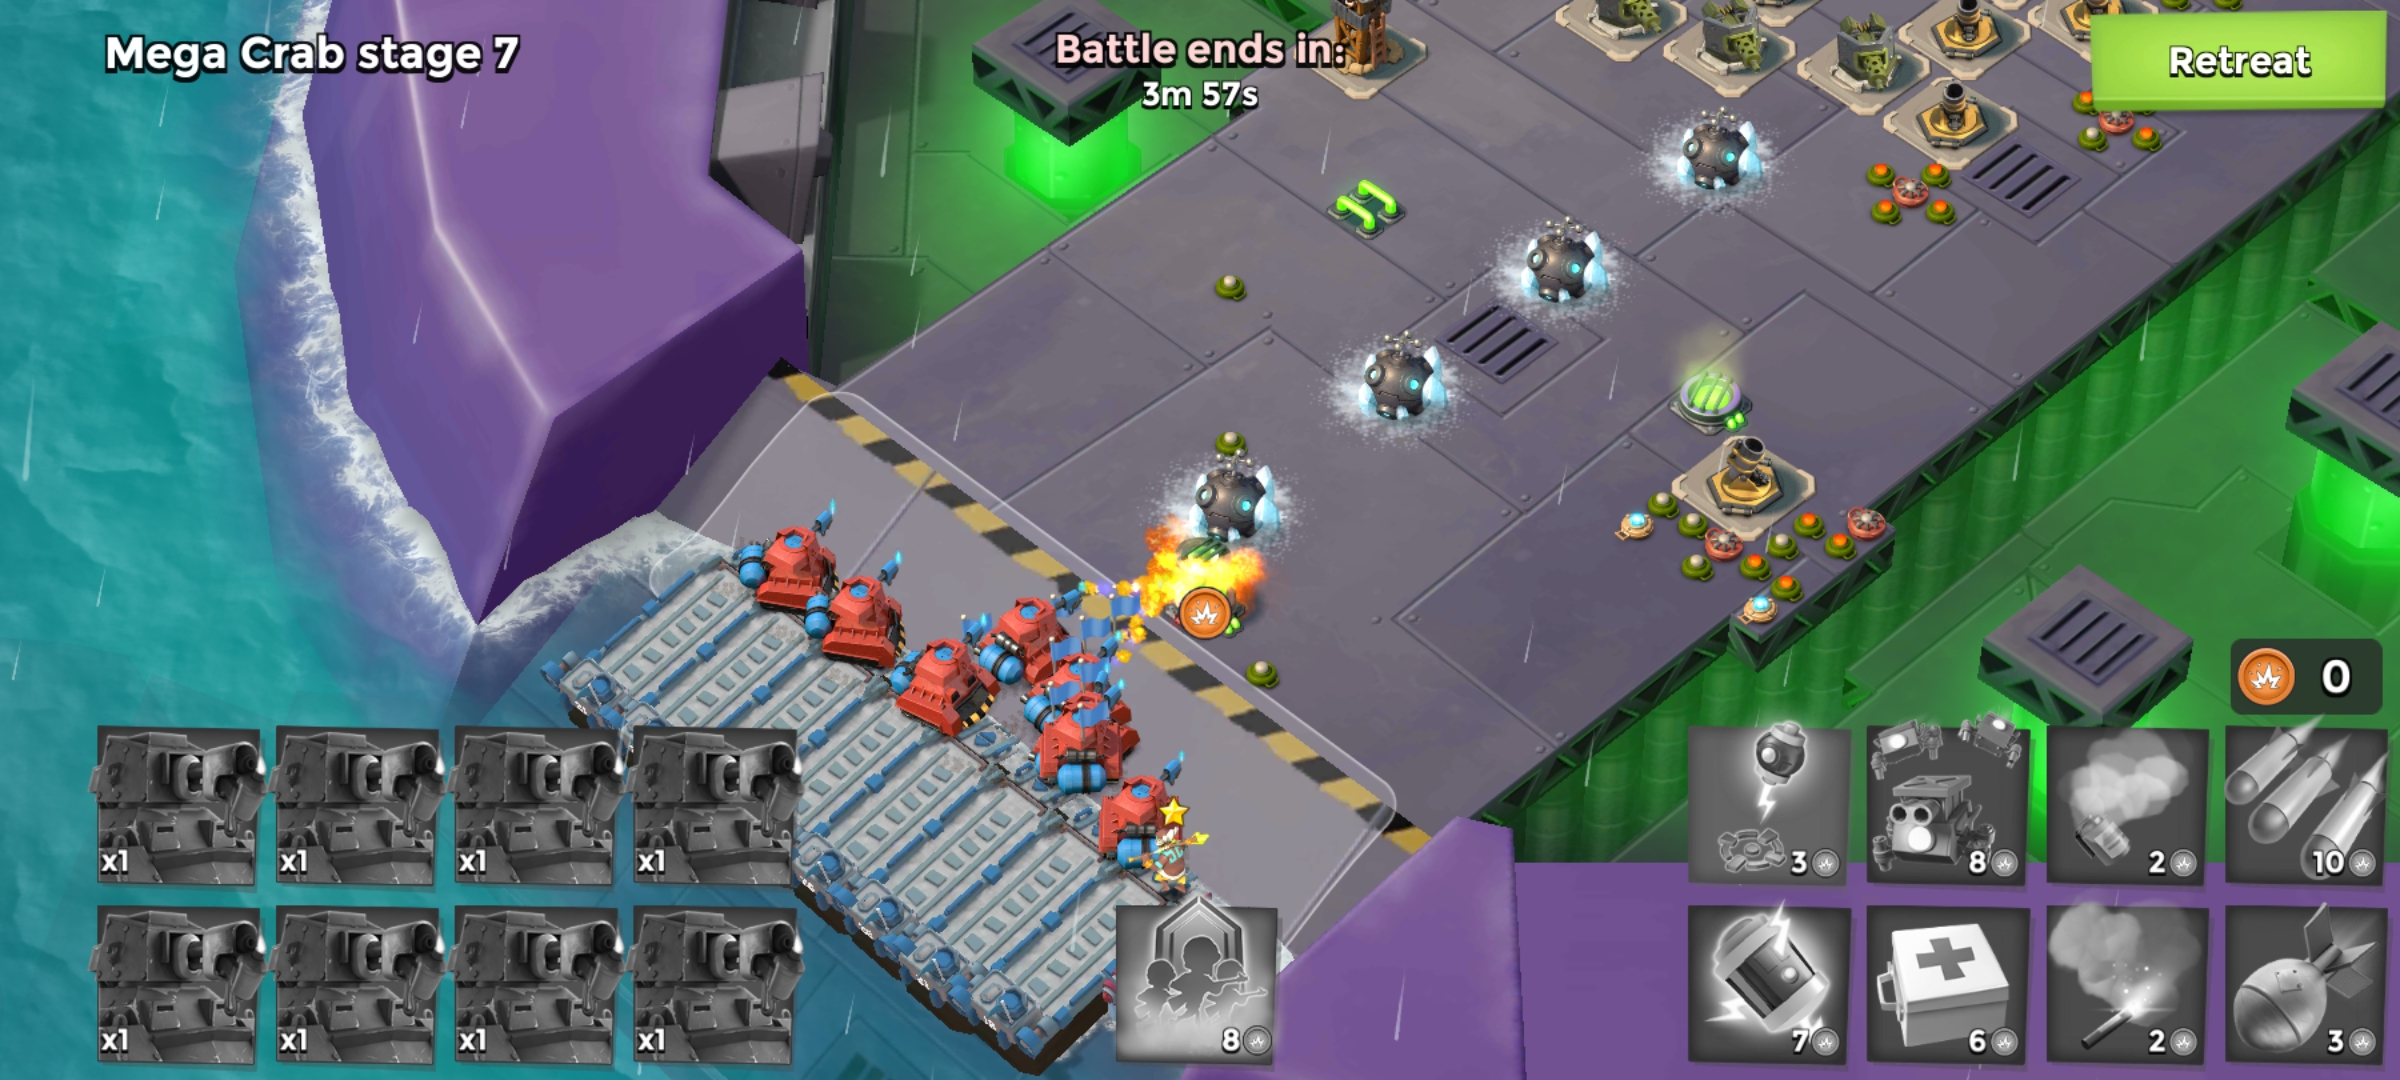 Mega Crab stage 7
Battle ends in:
3m 57s
Retreat
0
x1
x1
x1
x1
3
8
2
10
x1
x1
x1
x1
8
7
6
2
3